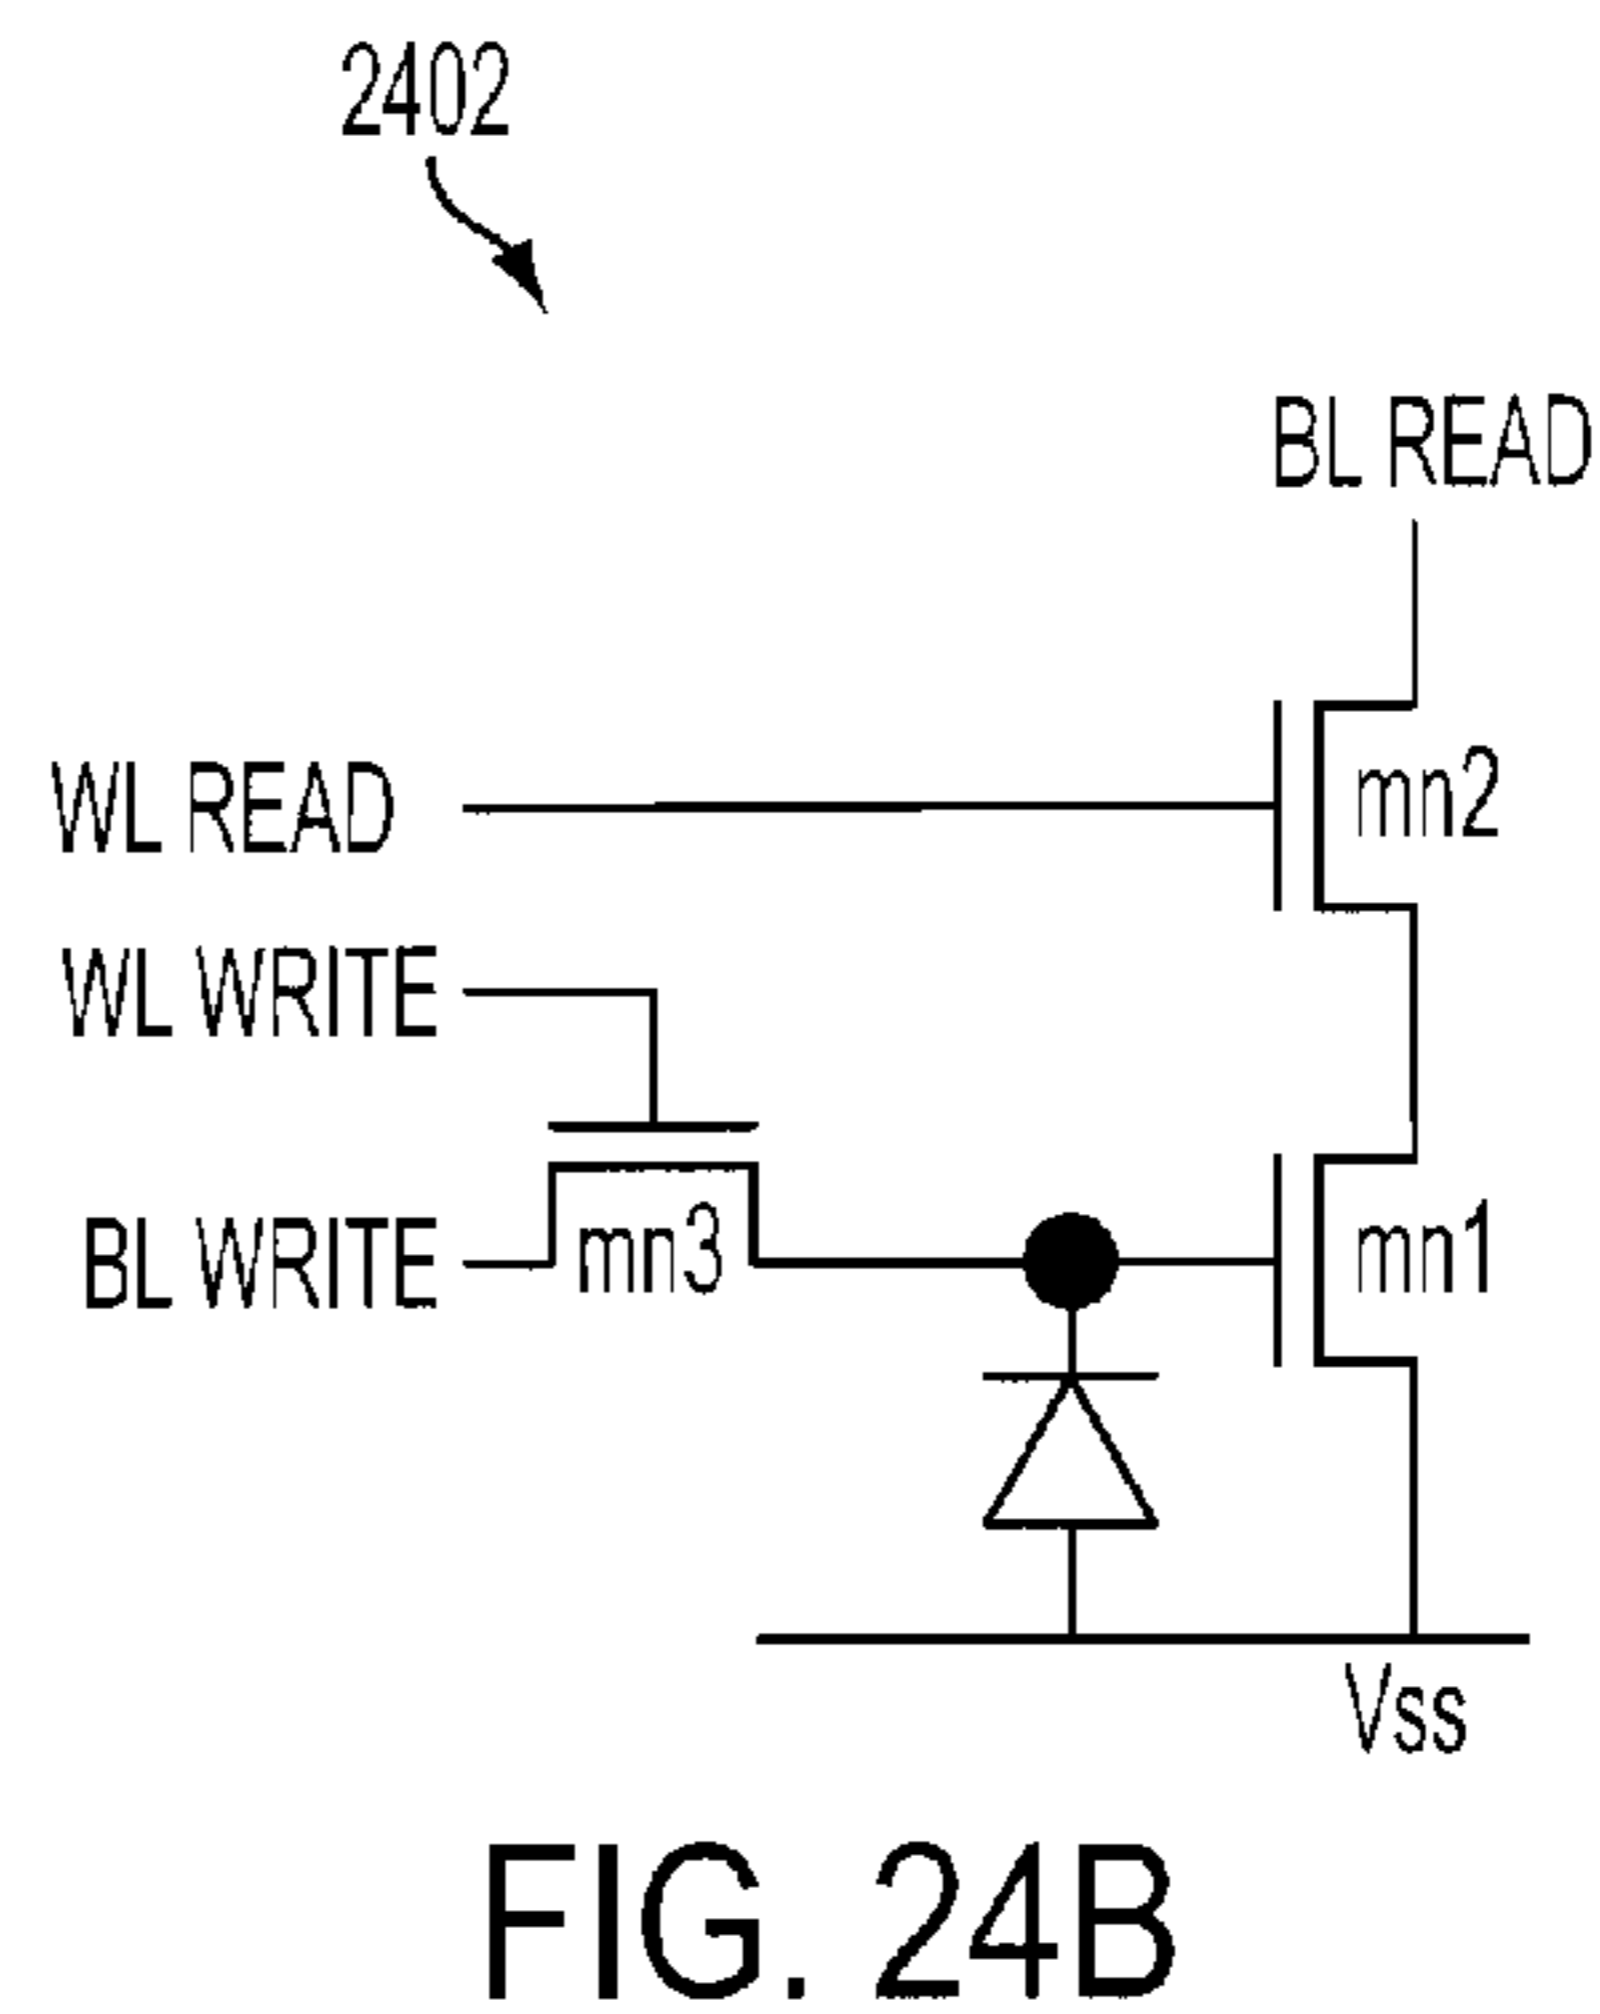 2402
BL READ
WL READ
mn2
WL WRITE
BL WRITE
mn3
mn1
Vss
FIG. 24B